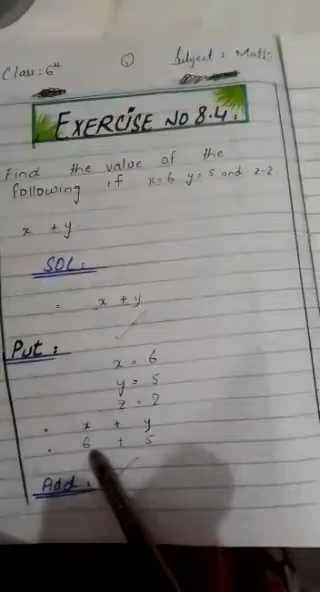 Class: 6th ① Subject: Math:
EXERCISE NO 8.4.
Find the value of the
following if x=6 y=5 and z=2.
x + y
SOL:
= x + y
Put:
x = 6
y = 5
z = 2
= x + y
= 6 + 5
Add: